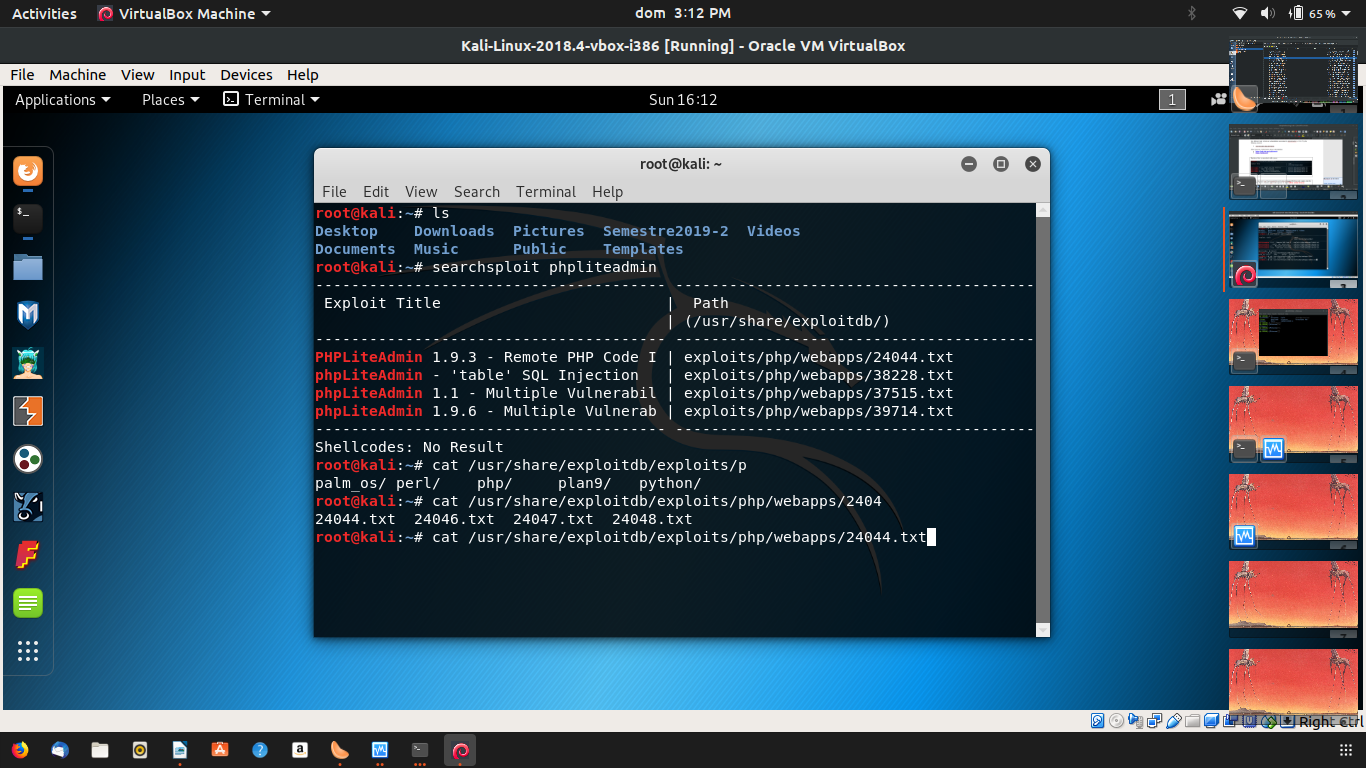 Activities VirtualBox Machine dom 3:12 PM 65 %
Kali-Linux-2018.4-vbox-i386 [Running] - Oracle VM VirtualBox
File Machine View Input Devices Help
Applications Places Terminal Sun 16:12 1
root@kali: ~
File Edit View Search Terminal Help
root@kali:~# ls
Desktop Downloads Pictures Semestre2019-2 Videos
Documents Music Public Templates
root@kali:~# searchsploit phpliteadmin
--------------------------------------- ----------------------------------------
Exploit Title | Path
| (/usr/share/exploitdb/)
--------------------------------------- ----------------------------------------
PHPLiteAdmin 1.9.3 - Remote PHP Code I | exploits/php/webapps/24044.txt
phpLiteAdmin - 'table' SQL Injection | exploits/php/webapps/38228.txt
phpLiteAdmin 1.1 - Multiple Vulnerabil | exploits/php/webapps/37515.txt
phpLiteAdmin 1.9.6 - Multiple Vulnerab | exploits/php/webapps/39714.txt
--------------------------------------- ----------------------------------------
Shellcodes: No Result
root@kali:~# cat /usr/share/exploitdb/exploits/p
palm_os/ perl/ php/ plan9/ python/
root@kali:~# cat /usr/share/exploitdb/exploits/php/webapps/2404
24044.txt 24046.txt 24047.txt 24048.txt
root@kali:~# cat /usr/share/exploitdb/exploits/php/webapps/24044.txt
Right Ctrl